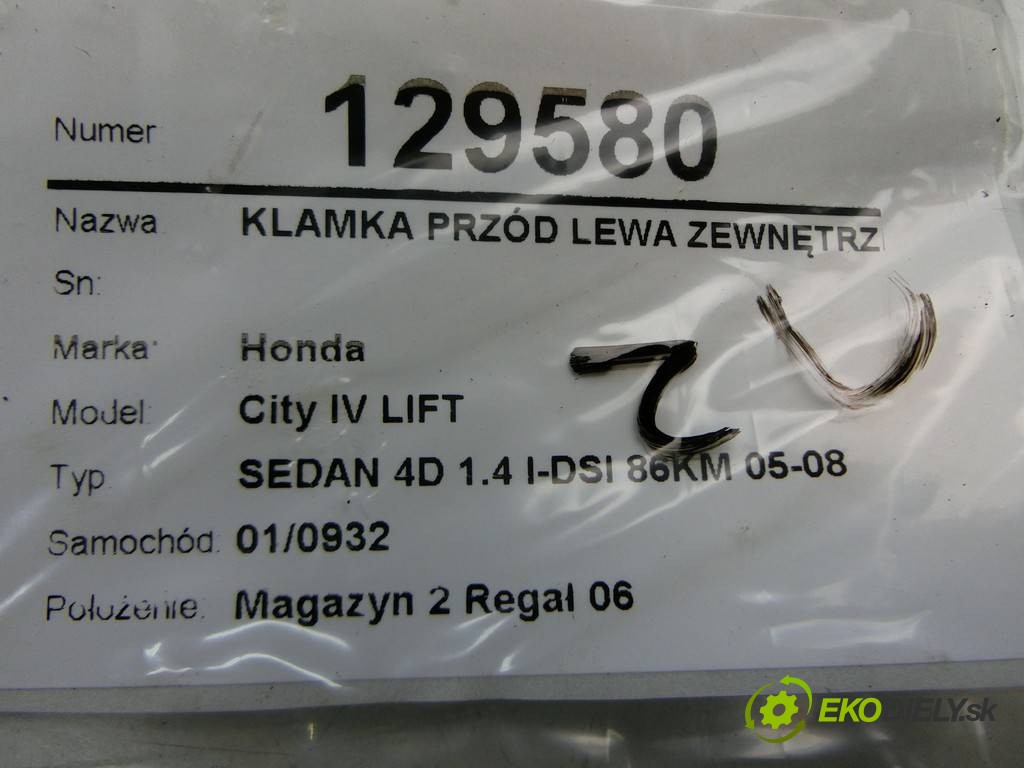 Numer 129580
Nazwa KLAMKA PRZÓD LEWA ZEWNĘTRZ
Sn:
Marka: Honda
Model: City IV LIFT
Typ SEDAN 4D 1.4 I-DSI 86KM 05-08
Samochód: 01/0932
Położenie: Magazyn 2 Regał 06
EKODIELY.sk